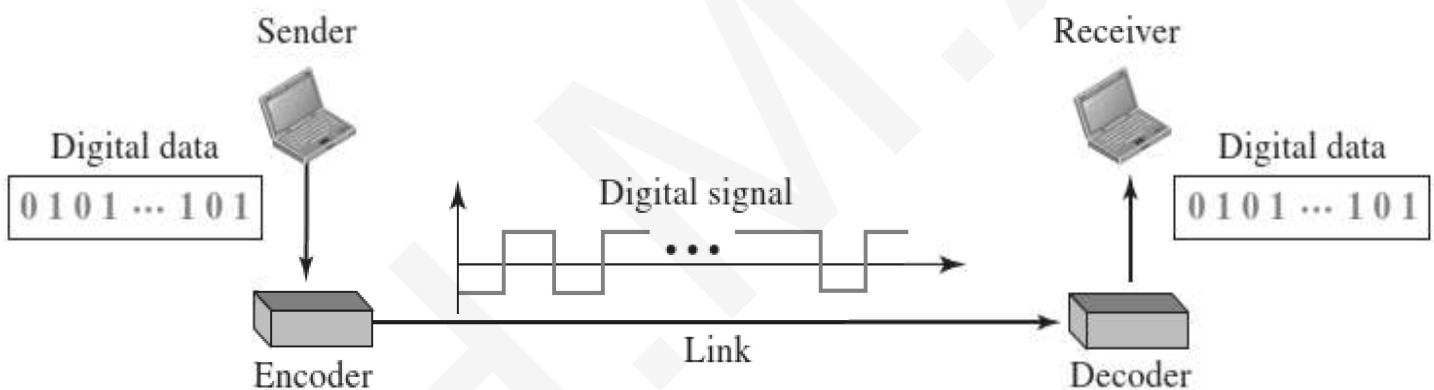 Sender
Receiver
Digital data
Digital signal
Digital data
0 1 0 1 ··· 1 0 1
0 1 0 1 ··· 1 0 1
Link
Encoder
Decoder